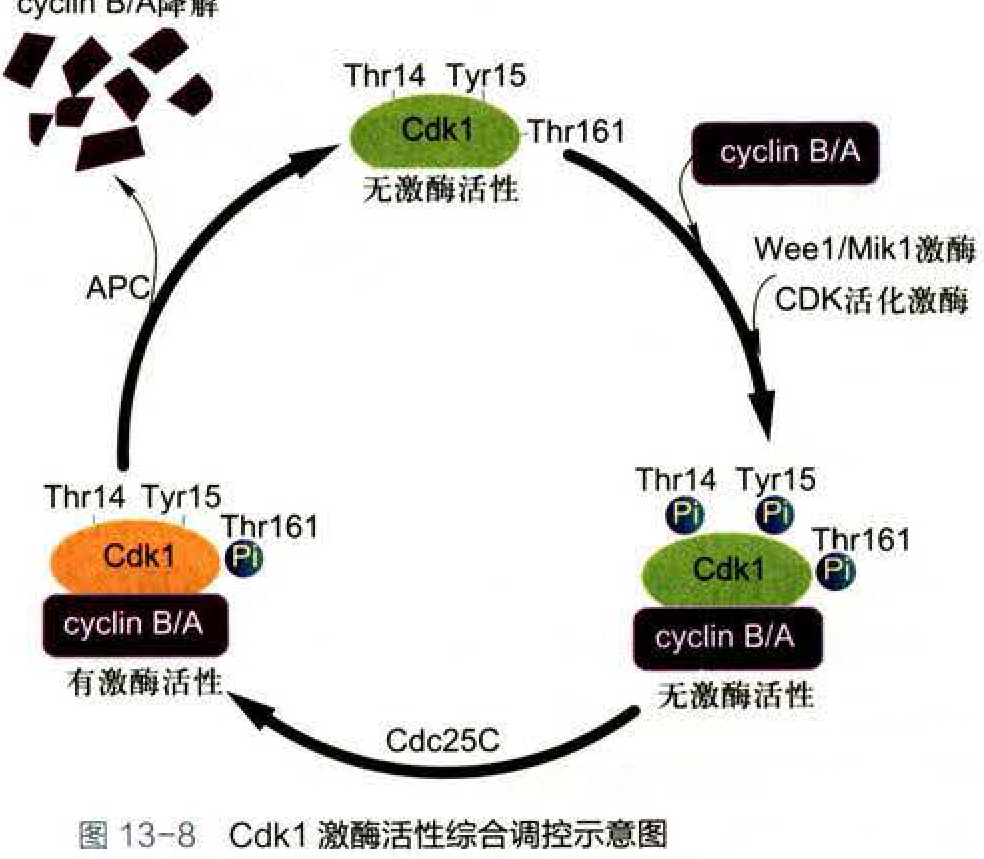 cyclin B/A降解
Thr14 Tyr15
Cdk1
Thr161
无激酶活性
cyclin B/A
Wee1/Mik1激酶
CDK活化激酶
APC
Thr14 Tyr15
Pi Pi
Thr161
Cdk1
Pi
cyclin B/A
无激酶活性
Thr14 Tyr15
Thr161
Cdk1
Pi
cyclin B/A
有激酶活性
Cdc25C
图 13-8 Cdk1 激酶活性综合调控示意图